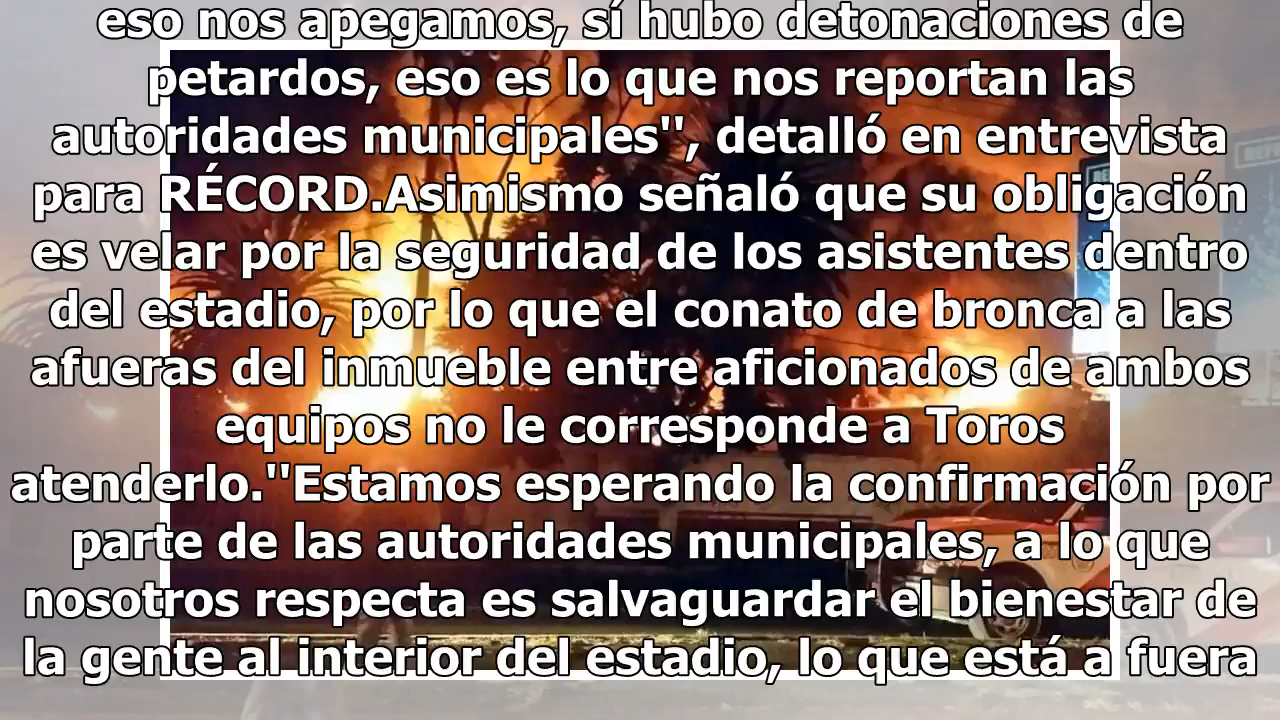 eso nos apegamos, sí hubo detonaciones de
petardos, eso es lo que nos reportan las
autoridades municipales'', detalló en entrevista
para RÉCORD.Asimismo señaló que su obligación
es velar por la seguridad de los asistentes dentro
del estadio, por lo que el conato de bronca a las
afueras del inmueble entre aficionados de ambos
equipos no le corresponde a Toros
atenderlo.''Estamos esperando la confirmación por
parte de las autoridades municipales, a lo que
nosotros respecta es salvaguardar el bienestar de
la gente al interior del estadio, lo que está a fuera